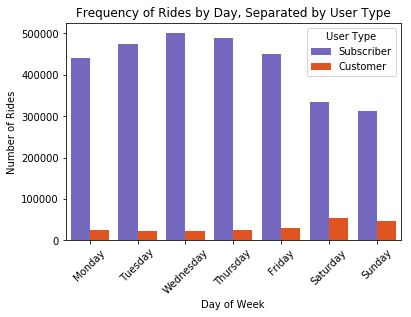 Frequency of Rides by Day, Separated by User Type
User Type
Subscriber
Customer
500000
400000
300000
200000
100000
0
Number of Rides
Monday
Tuesday
Wednesday
Thursday
Friday
Saturday
Sunday
Day of Week